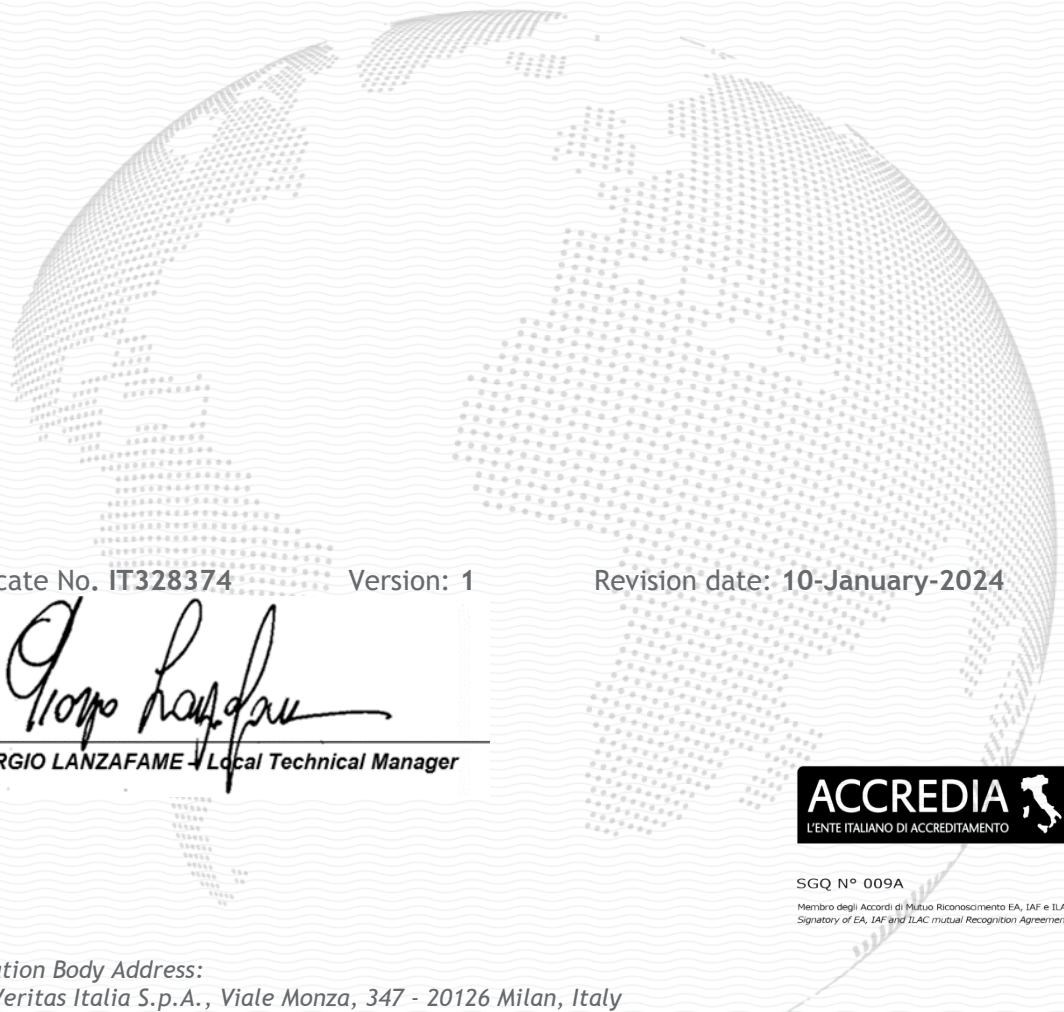 cate No. IT328374 Version: 1 Revision date: 10-January-2024
RGIO LANZAFAME - Local Technical Manager
ACCREDIA
L'ENTE ITALIANO DI ACCREDITAMENTO
SGQ N° 009A
Membro degli Accordi di Mutuo Riconoscimento EA, IAF e ILA
Signatory of EA, IAF and ILAC mutual Recognition Agreemen
ation Body Address:
Veritas Italia S.p.A., Viale Monza, 347 - 20126 Milan, Italy